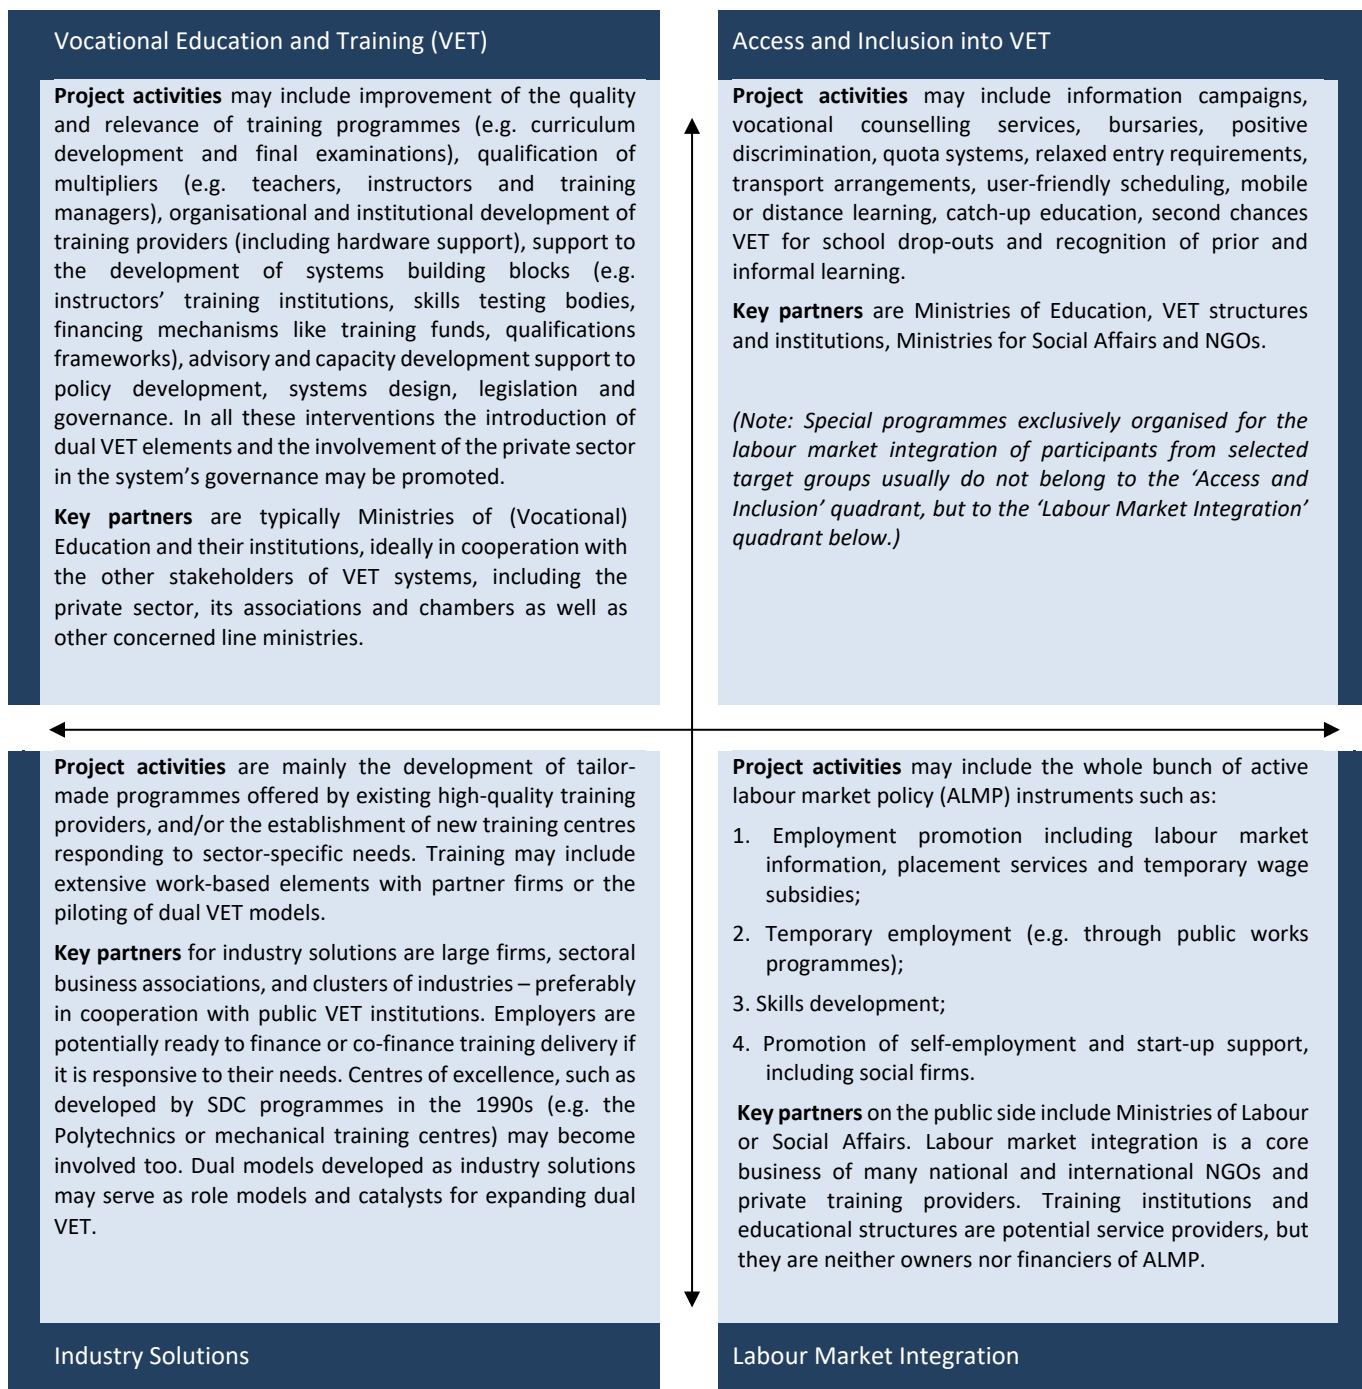 Vocational Education and Training (VET)
Project activities may include improvement of the quality
and relevance of training programmes (e.g. curriculum
development and final examinations), qualification of
multipliers (e.g. teachers, instructors and training
managers), organisational and institutional development of
training providers (including hardware support), support to
the development of systems building blocks (e.g.
instructors’ training institutions, skills testing bodies,
financing mechanisms like training funds, qualifications
frameworks), advisory and capacity development support to
policy development, systems design, legislation and
governance. In all these interventions the introduction of
dual VET elements and the involvement of the private sector
in the system’s governance may be promoted.
Key partners are typically Ministries of (Vocational)
Education and their institutions, ideally in cooperation with
the other stakeholders of VET systems, including the
private sector, its associations and chambers as well as
other concerned line ministries.
Access and Inclusion into VET
Project activities may include information campaigns,
vocational counselling services, bursaries, positive
discrimination, quota systems, relaxed entry requirements,
transport arrangements, user-friendly scheduling, mobile
or distance learning, catch-up education, second chances
VET for school drop-outs and recognition of prior and
informal learning.
Key partners are Ministries of Education, VET structures
and institutions, Ministries for Social Affairs and NGOs.
(Note: Special programmes exclusively organised for the
labour market integration of participants from selected
target groups usually do not belong to the ‘Access and
Inclusion’ quadrant, but to the ‘Labour Market Integration’
quadrant below.)
Project activities are mainly the development of tailor-
made programmes offered by existing high-quality training
providers, and/or the establishment of new training centres
responding to sector-specific needs. Training may include
extensive work-based elements with partner firms or the
piloting of dual VET models.
Key partners for industry solutions are large firms, sectoral
business associations, and clusters of industries – preferably
in cooperation with public VET institutions. Employers are
potentially ready to finance or co-finance training delivery if
it is responsive to their needs. Centres of excellence, such as
developed by SDC programmes in the 1990s (e.g. the
Polytechnics or mechanical training centres) may become
involved too. Dual models developed as industry solutions
may serve as role models and catalysts for expanding dual
VET.
Industry Solutions
Project activities may include the whole bunch of active
labour market policy (ALMP) instruments such as:
1. Employment promotion including labour market
information, placement services and temporary wage
subsidies;
2. Temporary employment (e.g. through public works
programmes);
3. Skills development;
4. Promotion of self-employment and start-up support,
including social firms.
Key partners on the public side include Ministries of Labour
or Social Affairs. Labour market integration is a core
business of many national and international NGOs and
private training providers. Training institutions and
educational structures are potential service providers, but
they are neither owners nor financiers of ALMP.
Labour Market Integration